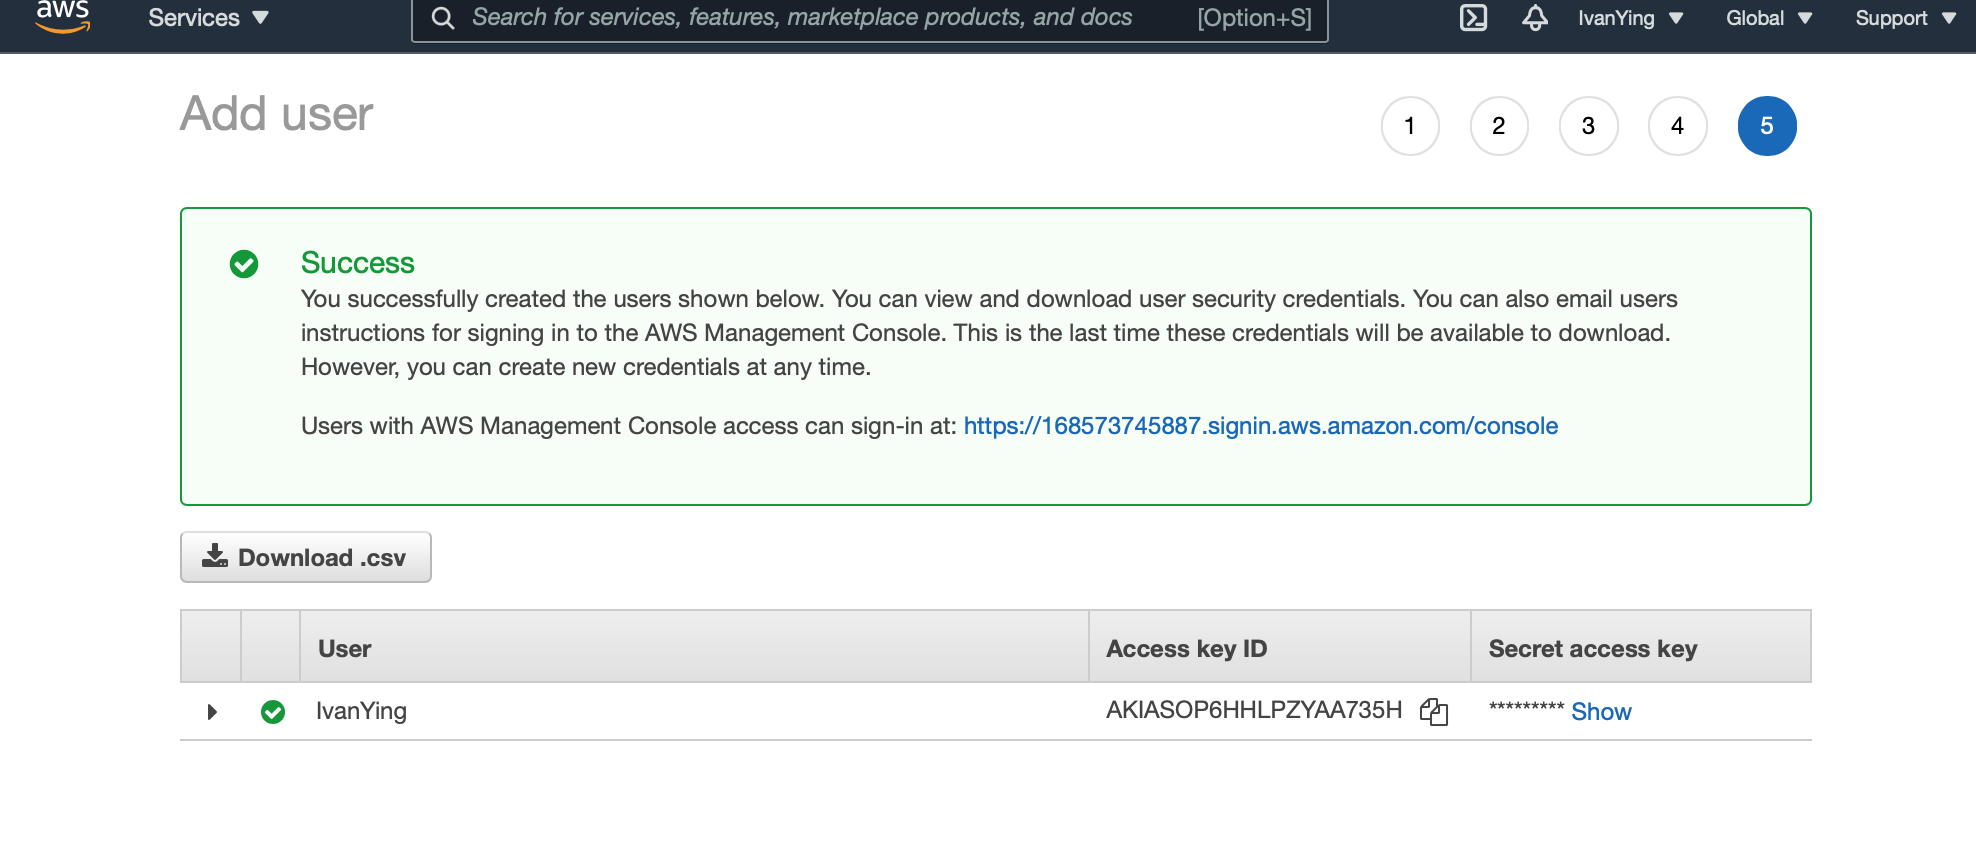 aws Services Search for services, features, marketplace products, and docs [Option+S] IvanYing Global Support
Add user
1 2 3 4 5
Success
You successfully created the users shown below. You can view and download user security credentials. You can also email users
instructions for signing in to the AWS Management Console. This is the last time these credentials will be available to download.
However, you can create new credentials at any time.
Users with AWS Management Console access can sign-in at: https://168573745887.signin.aws.amazon.com/console
Download .csv
User Access key ID Secret access key
IvanYing AKIASOP6HHLPZYAA735H ********* Show